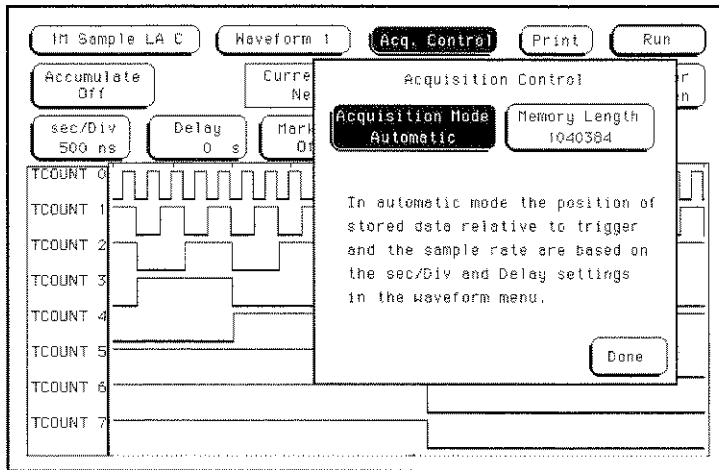 1M Sample LA C
Waveform 1
Acq. Control
Print
Run
Accumulate
Off
Curre
Ne
Acquisition Control
r
en
sec/Div
500 ns
Delay
0 s
Mark
Of
Acquisition Mode
Automatic
Memory Length
1040384
In automatic mode the position of
stored data relative to trigger
and the sample rate are based on
the sec/Div and Delay settings
in the waveform menu.
Done
TCOUNT 0
TCOUNT 1
TCOUNT 2
TCOUNT 3
TCOUNT 4
TCOUNT 5
TCOUNT 6
TCOUNT 7